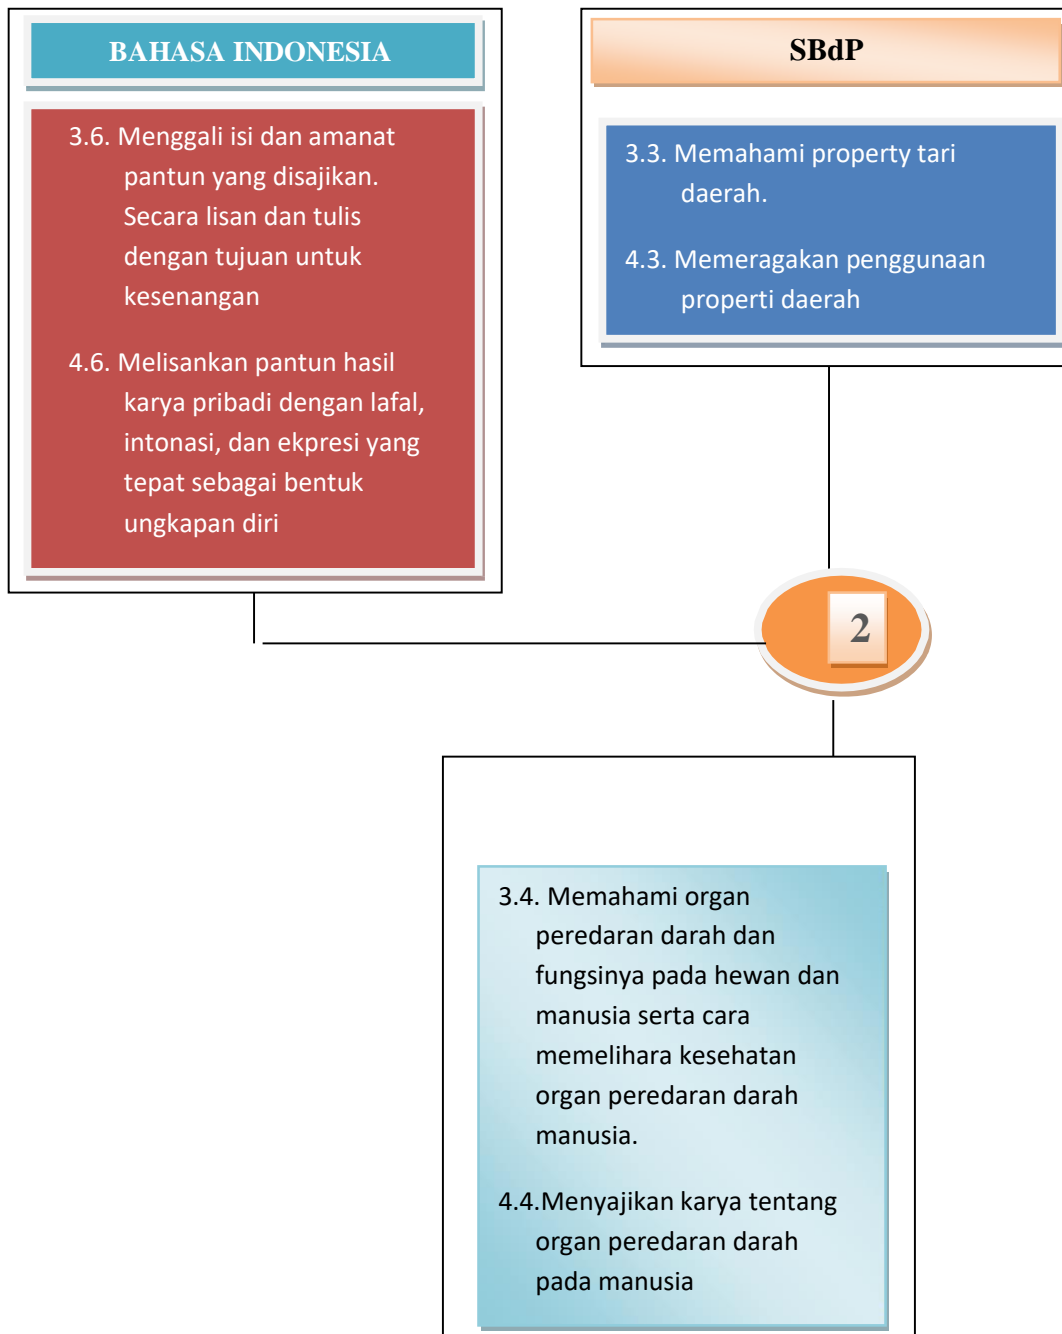 BAHASA INDONESIA
3.6. Menggali isi dan amanat
pantun yang disajikan.
Secara lisan dan tulis
dengan tujuan untuk
kesenangan
4.6. Melisankan pantun hasil
karya pribadi dengan lafal,
intonasi, dan ekpresi yang
tepat sebagai bentuk
ungkapan diri
SBdP
3.3. Memahami property tari
daerah.
4.3. Memeragakan penggunaan
properti daerah
2
3.4. Memahami organ
peredaran darah dan
fungsinya pada hewan dan
manusia serta cara
memelihara kesehatan
organ peredaran darah
manusia.
4.4.Menyajikan karya tentang
organ peredaran darah
pada manusia